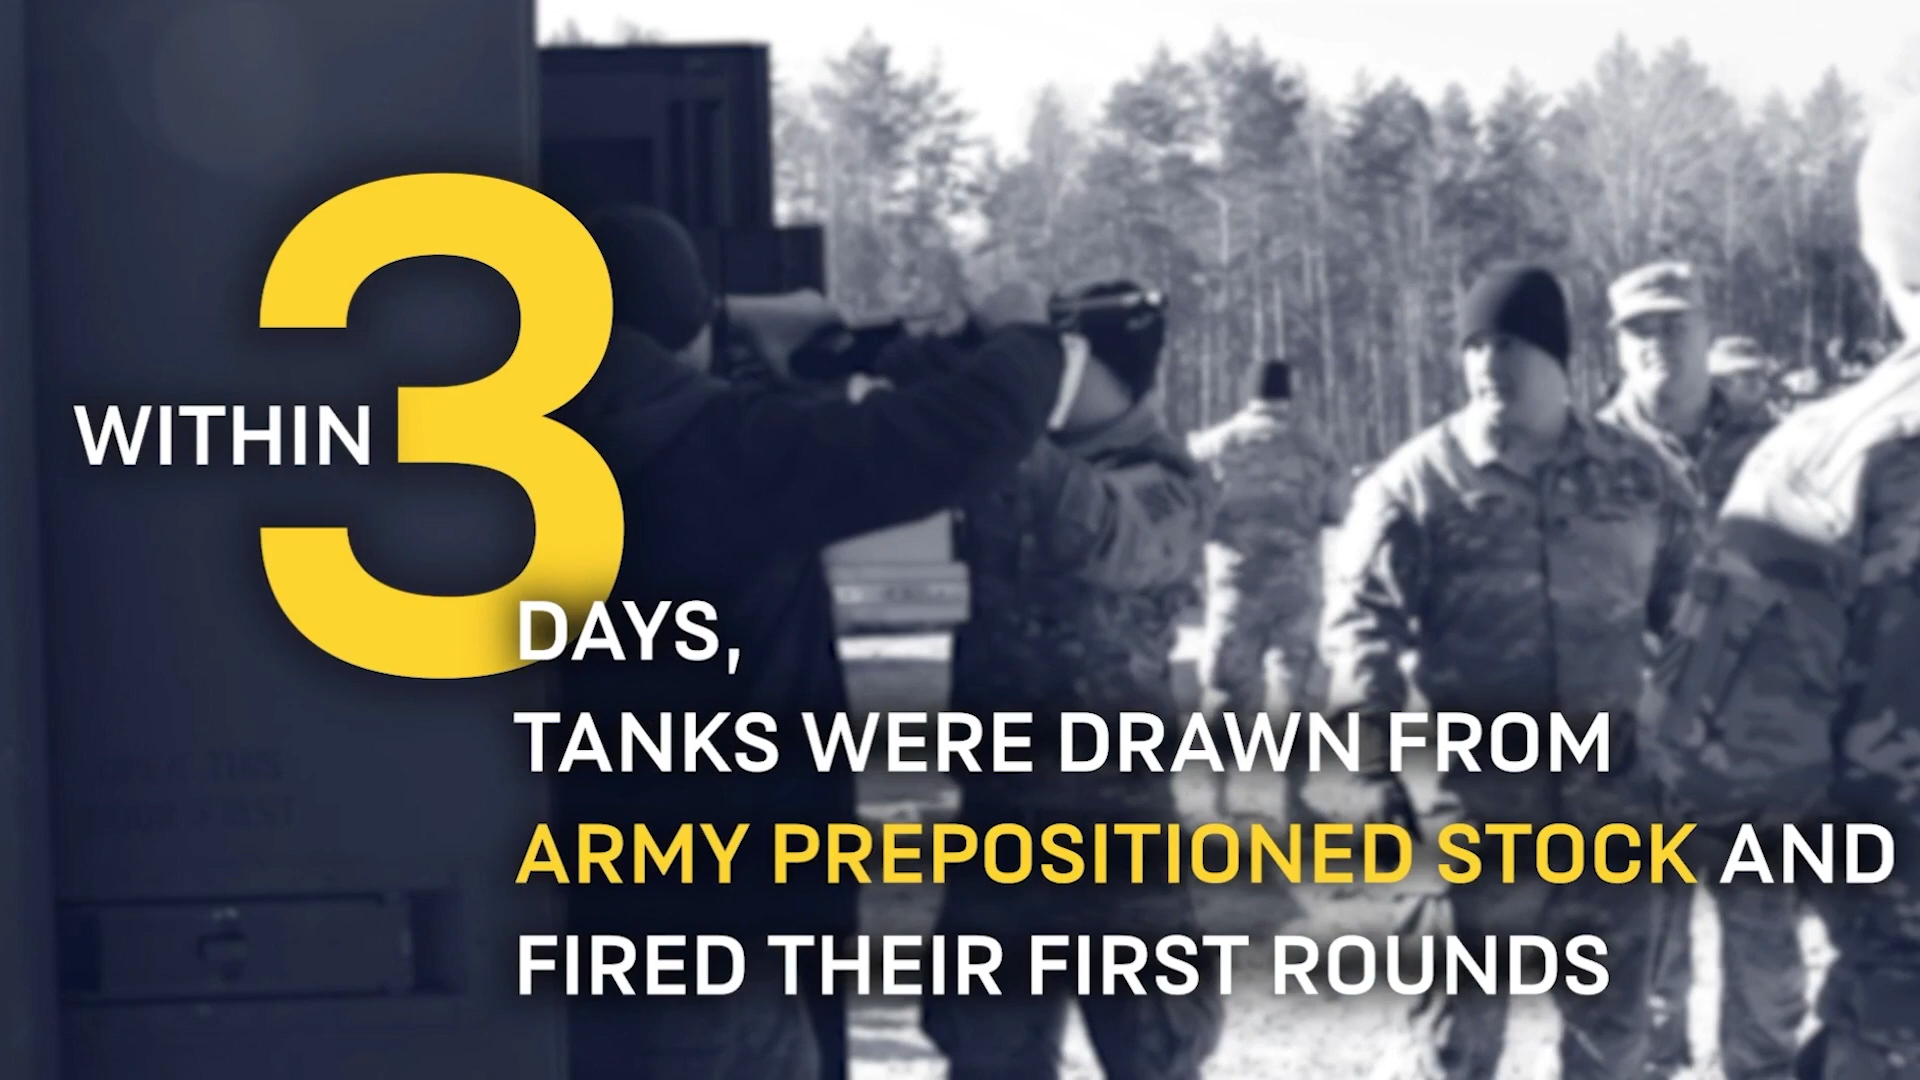 WITHIN 3
DAYS,
TANKS WERE DRAWN FROM
ARMY PREPOSITIONED STOCK AND
FIRED THEIR FIRST ROUNDS